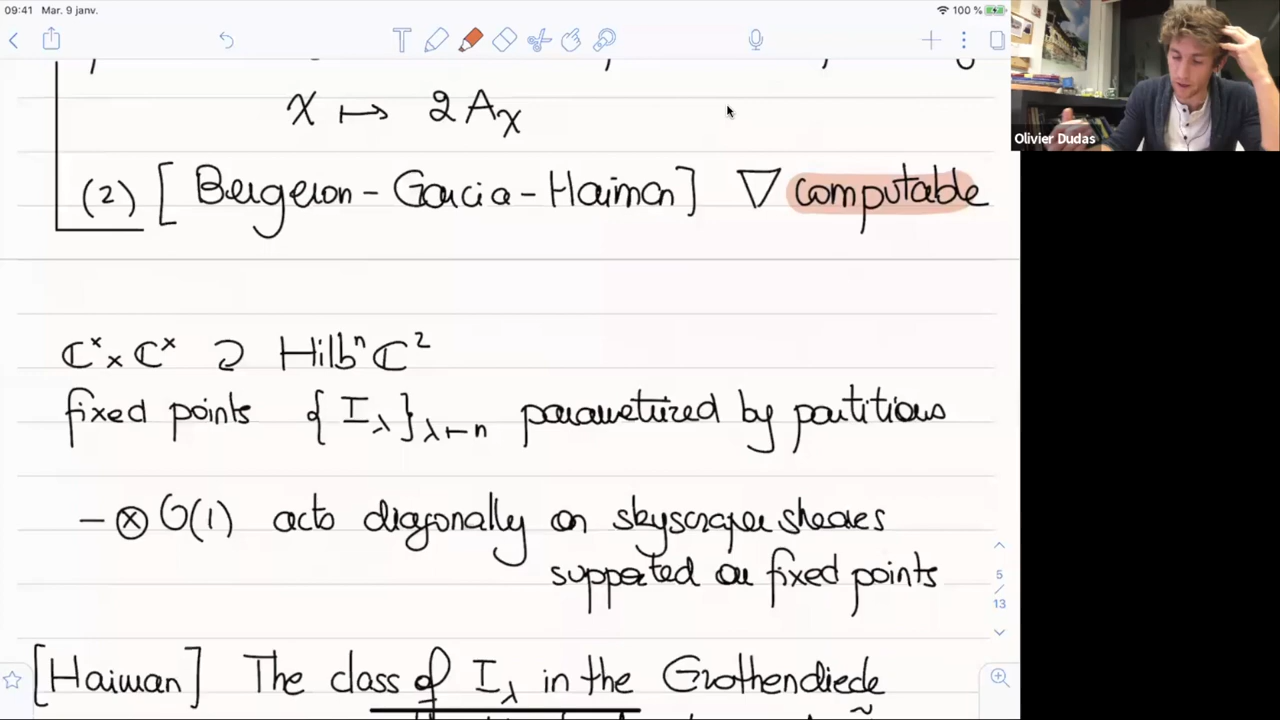 09:41 Mar. 9 janv.
100 %
Olivier Dudas
χ ↦ 2 A_χ
(2) [ Bergeron - Garcia - Haiman ] ∇ computable
ℂ^× × ℂ^× ⊃ Hilbⁿ ℂ²
fixed points { I_λ }_{λ ⊢ n} parametrized by partitions
- ⊗ O(1) acts diagonally on skyscraper sheaves
supported on fixed points
5
/
13
[Haiman] The class of I_λ in the Grothendieck